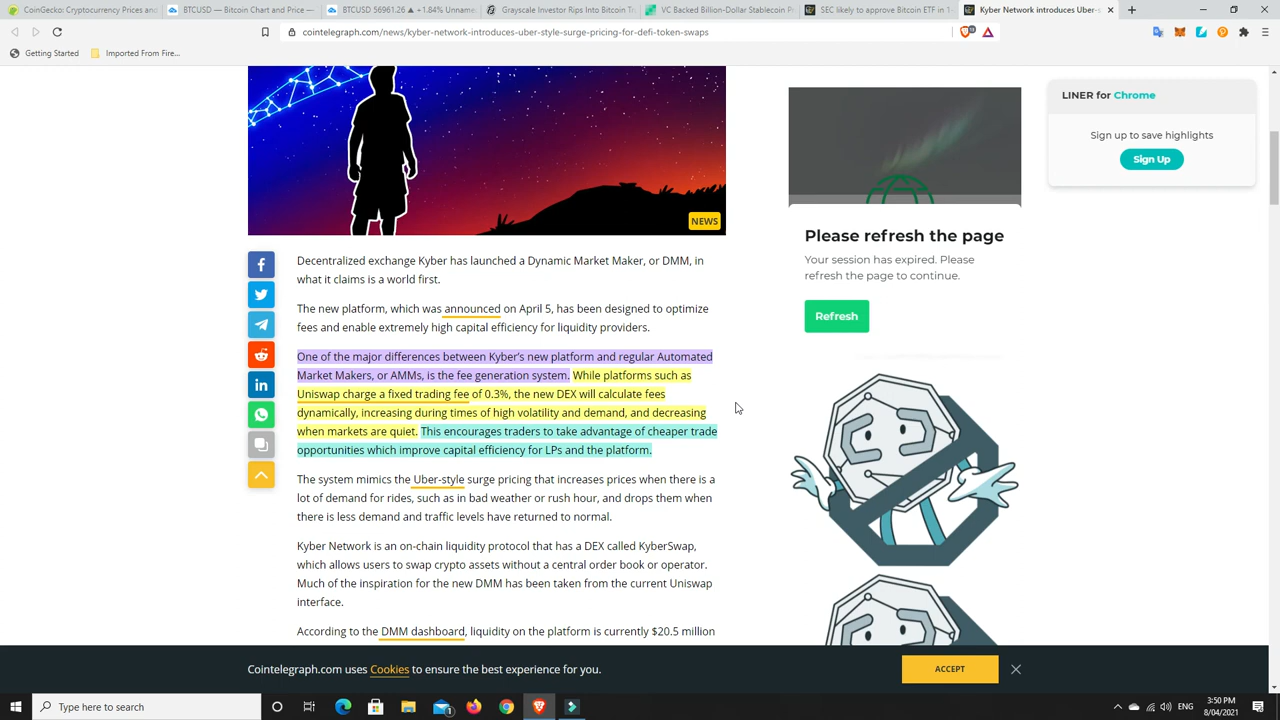 CoinGecko: Cryptocurrency Prices and
BTCUSD — Bitcoin Chart and Price —
BTCUSD 56961.26 ▲ +1.84% Unname
Grayscale Investor Rips Into Bitcoin Tr
VC Backed Billion-Dollar Stablecoin P
SEC likely to approve Bitcoin ETF in 1-
Kyber Network introduces Uber-s
cointelegraph.com/news/kyber-network-introduces-uber-style-surge-pricing-for-defi-token-swaps
Getting Started
Imported From Fire...
NEWS
Decentralized exchange Kyber has launched a Dynamic Market Maker, or DMM, in
what it claims is a world first.
The new platform, which was announced on April 5, has been designed to optimize
fees and enable extremely high capital efficiency for liquidity providers.
One of the major differences between Kyber's new platform and regular Automated
Market Makers, or AMMs, is the fee generation system. While platforms such as
Uniswap charge a fixed trading fee of 0.3%, the new DEX will calculate fees
dynamically, increasing during times of high volatility and demand, and decreasing
when markets are quiet. This encourages traders to take advantage of cheaper trade
opportunities which improve capital efficiency for LPs and the platform.
The system mimics the Uber-style surge pricing that increases prices when there is a
lot of demand for rides, such as in bad weather or rush hour, and drops them when
there is less demand and traffic levels have returned to normal.
Kyber Network is an on-chain liquidity protocol that has a DEX called KyberSwap,
which allows users to swap crypto assets without a central order book or operator.
Much of the inspiration for the new DMM has been taken from the current Uniswap
interface.
According to the DMM dashboard, liquidity on the platform is currently $20.5 million
Please refresh the page
Your session has expired. Please
refresh the page to continue.
Refresh
LINER for Chrome
Sign up to save highlights
Sign Up
Cointelegraph.com uses Cookies to ensure the best experience for you.
ACCEPT
Type here to search
ENG
3:50 PM
8/04/2021